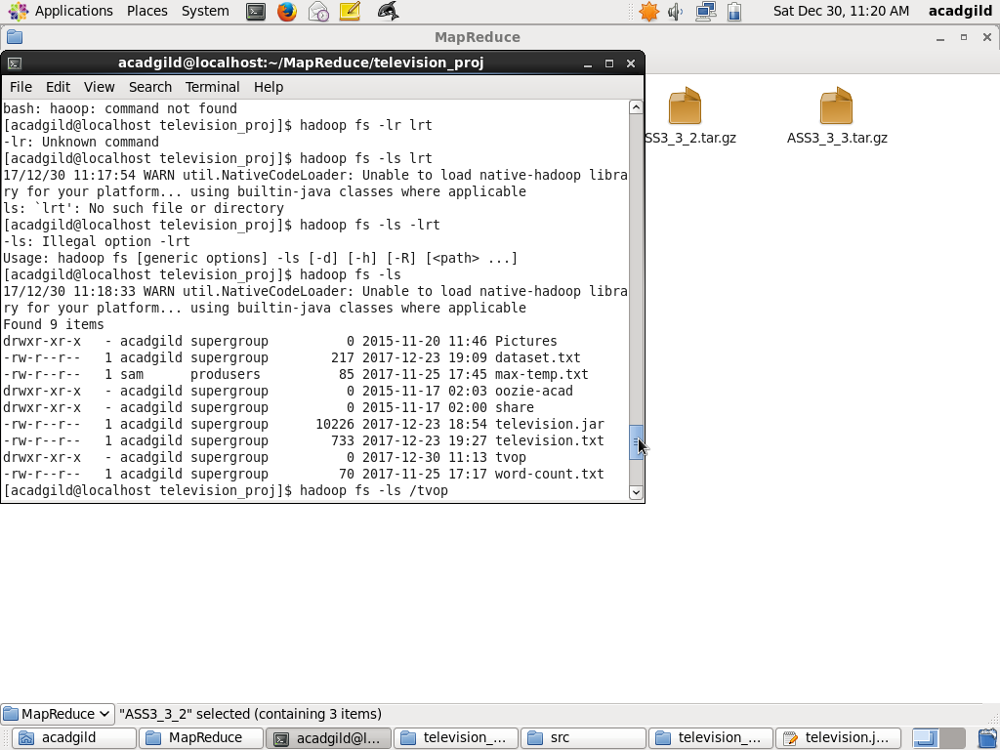 Applications Places System Sat Dec 30, 11:20 AM acadgild
MapReduce
acadgild@localhost:~/MapReduce/television_proj
File Edit View Search Terminal Help
bash: haoop: command not found
[acadgild@localhost television_proj]$ hadoop fs -lr lrt
-lr: Unknown command
[acadgild@localhost television_proj]$ hadoop fs -ls lrt
17/12/30 11:17:54 WARN util.NativeCodeLoader: Unable to load native-hadoop libra
ry for your platform... using builtin-java classes where applicable
ls: `lrt': No such file or directory
[acadgild@localhost television_proj]$ hadoop fs -ls -lrt
-ls: Illegal option -lrt
Usage: hadoop fs [generic options] -ls [-d] [-h] [-R] [<path> ...]
[acadgild@localhost television_proj]$ hadoop fs -ls
17/12/30 11:18:33 WARN util.NativeCodeLoader: Unable to load native-hadoop libra
ry for your platform... using builtin-java classes where applicable
Found 9 items
drwxr-xr-x   - acadgild supergroup          0 2015-11-20 11:46 Pictures
-rw-r--r--   1 acadgild supergroup        217 2017-12-23 19:09 dataset.txt
-rw-r--r--   1 sam      produsers          85 2017-11-25 17:45 max-temp.txt
drwxr-xr-x   - acadgild supergroup          0 2015-11-17 02:03 oozie-acad
drwxr-xr-x   - acadgild supergroup          0 2015-11-17 02:00 share
-rw-r--r--   1 acadgild supergroup      10226 2017-12-23 18:54 television.jar
-rw-r--r--   1 acadgild supergroup        733 2017-12-23 19:27 television.txt
drwxr-xr-x   - acadgild supergroup          0 2017-12-30 11:13 tvop
-rw-r--r--   1 acadgild supergroup         70 2017-11-25 17:17 word-count.txt
[acadgild@localhost television_proj]$ hadoop fs -ls /tvop
SS3_3_2.tar.gz
ASS3_3_3.tar.gz
MapReduce "ASS3_3_2" selected (containing 3 items)
acadgild MapReduce acadgild@l... television_... src television_... television.j...